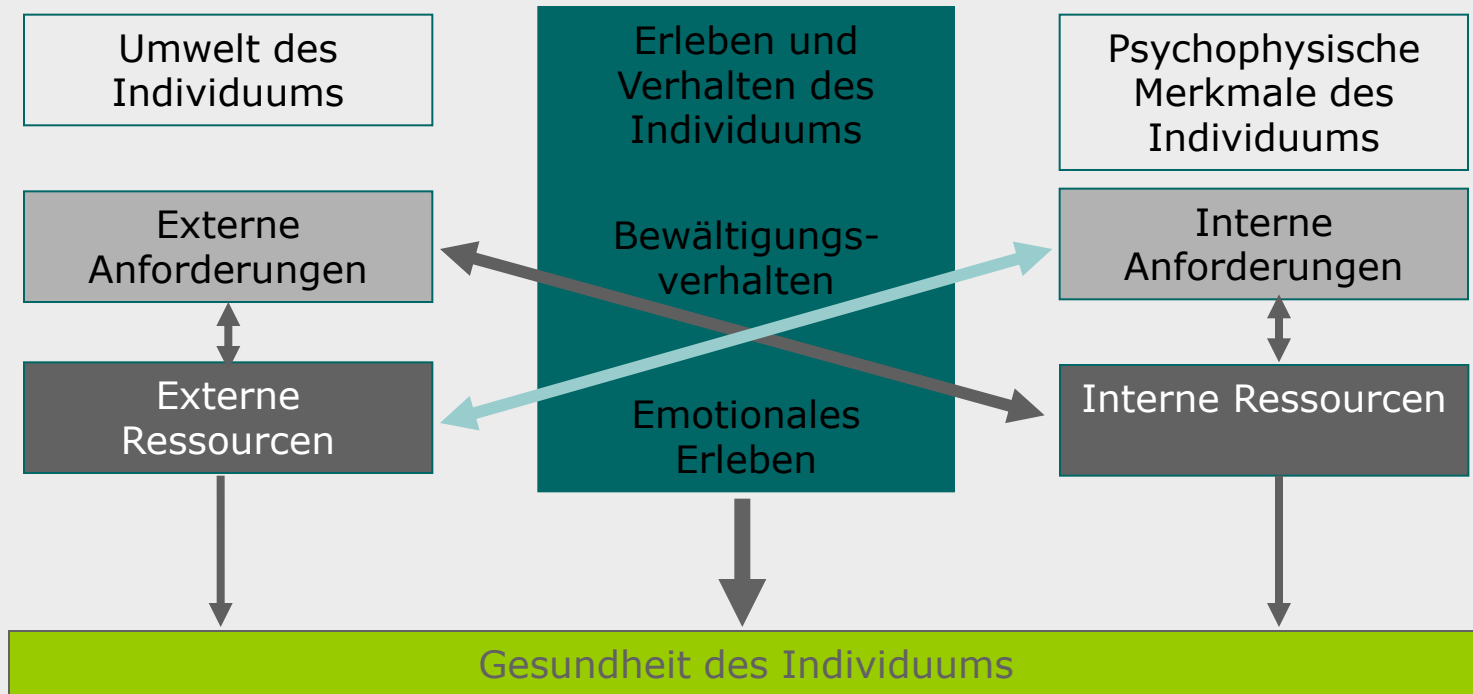 Umwelt des
Individuums
Erleben und
Verhalten des
Individuums
Psychophysische
Merkmale des
Individuums
Externe
Anforderungen
Bewältigungs-
verhalten
Interne
Anforderungen
Externe
Ressourcen
Emotionales
Erleben
Interne Ressourcen
Gesundheit des Individuums